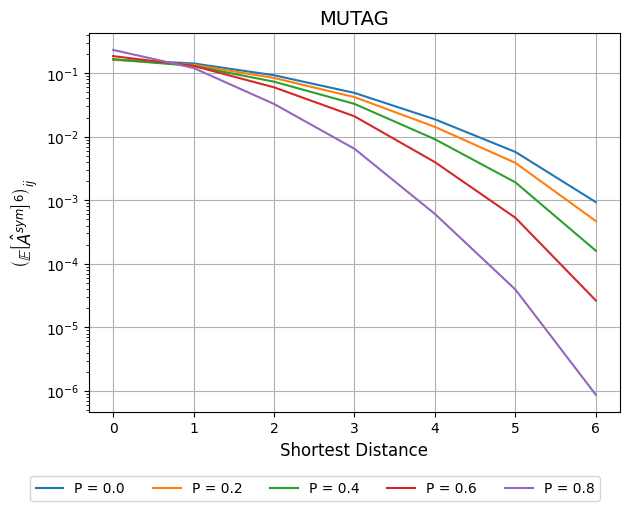 MUTAG
(𝔼[Â^{sym}]^6)_{ij}
10^{-1}
10^{-2}
10^{-3}
10^{-4}
10^{-5}
10^{-6}
0 1 2 3 4 5 6
Shortest Distance
P = 0.0 P = 0.2 P = 0.4 P = 0.6 P = 0.8